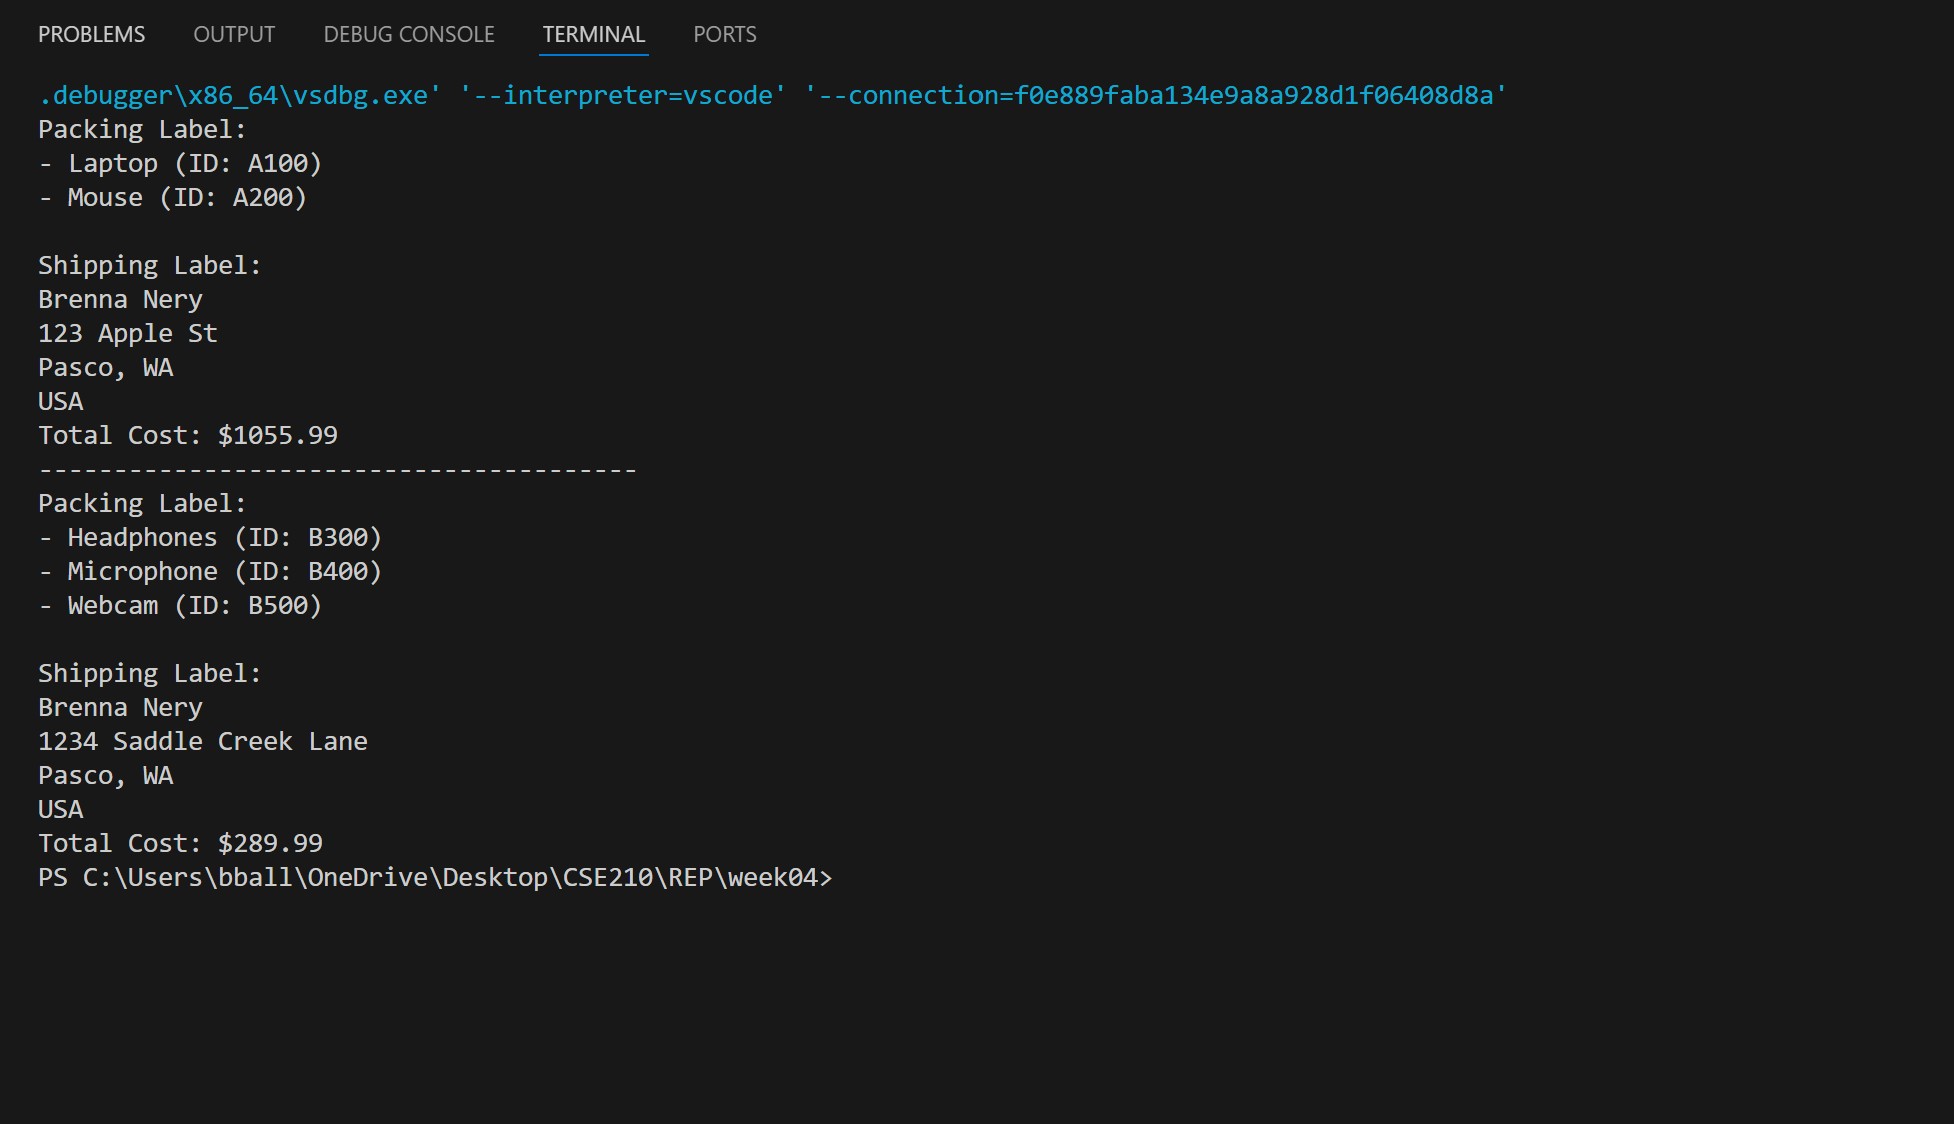 PROBLEMS OUTPUT DEBUG CONSOLE TERMINAL PORTS
.debugger\x86_64\vsdbg.exe' '--interpreter=vscode' '--connection=f0e889faba134e9a8a928d1f06408d8a'
Packing Label:
- Laptop (ID: A100)
- Mouse (ID: A200)

Shipping Label:
Brenna Nery
123 Apple St
Pasco, WA
USA
Total Cost: $1055.99
----------------------------------------
Packing Label:
- Headphones (ID: B300)
- Microphone (ID: B400)
- Webcam (ID: B500)

Shipping Label:
Brenna Nery
1234 Saddle Creek Lane
Pasco, WA
USA
Total Cost: $289.99
PS C:\Users\bball\OneDrive\Desktop\CSE210\REP\week04>